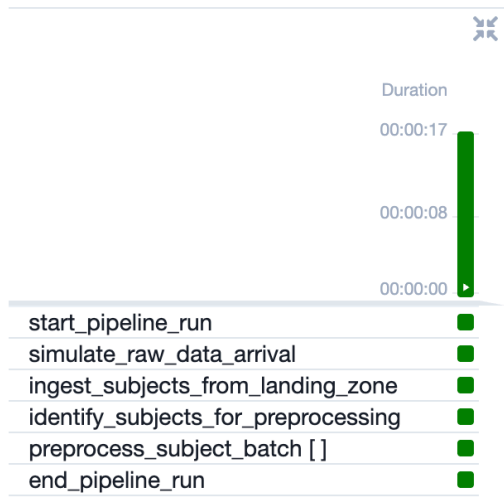 Duration
00:00:17
00:00:08
00:00:00
start_pipeline_run
simulate_raw_data_arrival
ingest_subjects_from_landing_zone
identify_subjects_for_preprocessing
preprocess_subject_batch [ ]
end_pipeline_run